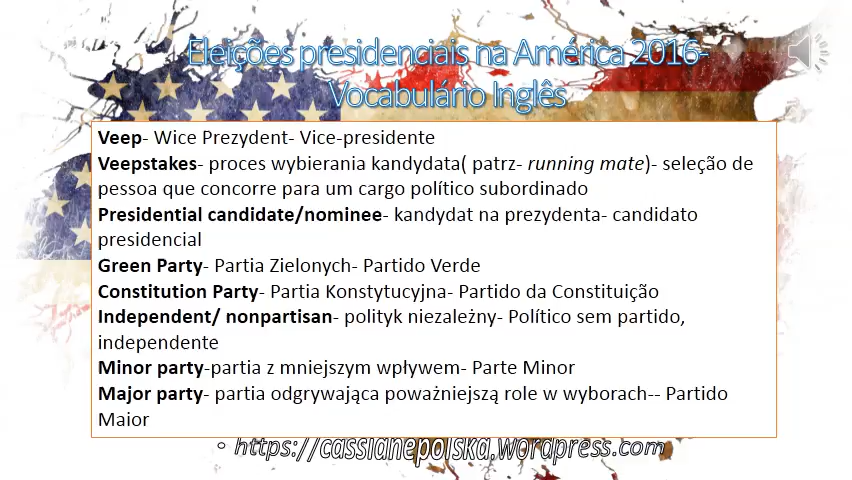 Eleições presidenciais na América 2016-
Vocabulário Inglês
Veep- Wice Prezydent- Vice-presidente
Veepstakes- proces wybierania kandydata( patrz- running mate)- seleção de
pessoa que concorre para um cargo político subordinado
Presidential candidate/nominee- kandydat na prezydenta- candidato
presidencial
Green Party- Partia Zielonych- Partido Verde
Constitution Party- Partia Konstytucyjna- Partido da Constituição
Independent/ nonpartisan- polityk niezależny- Político sem partido,
independente
Minor party-partia z mniejszym wpływem- Parte Minor
Major party- partia odgrywająca poważniejszą role w wyborach-- Partido
Maior
• https://cassianepolska.wordpress.com